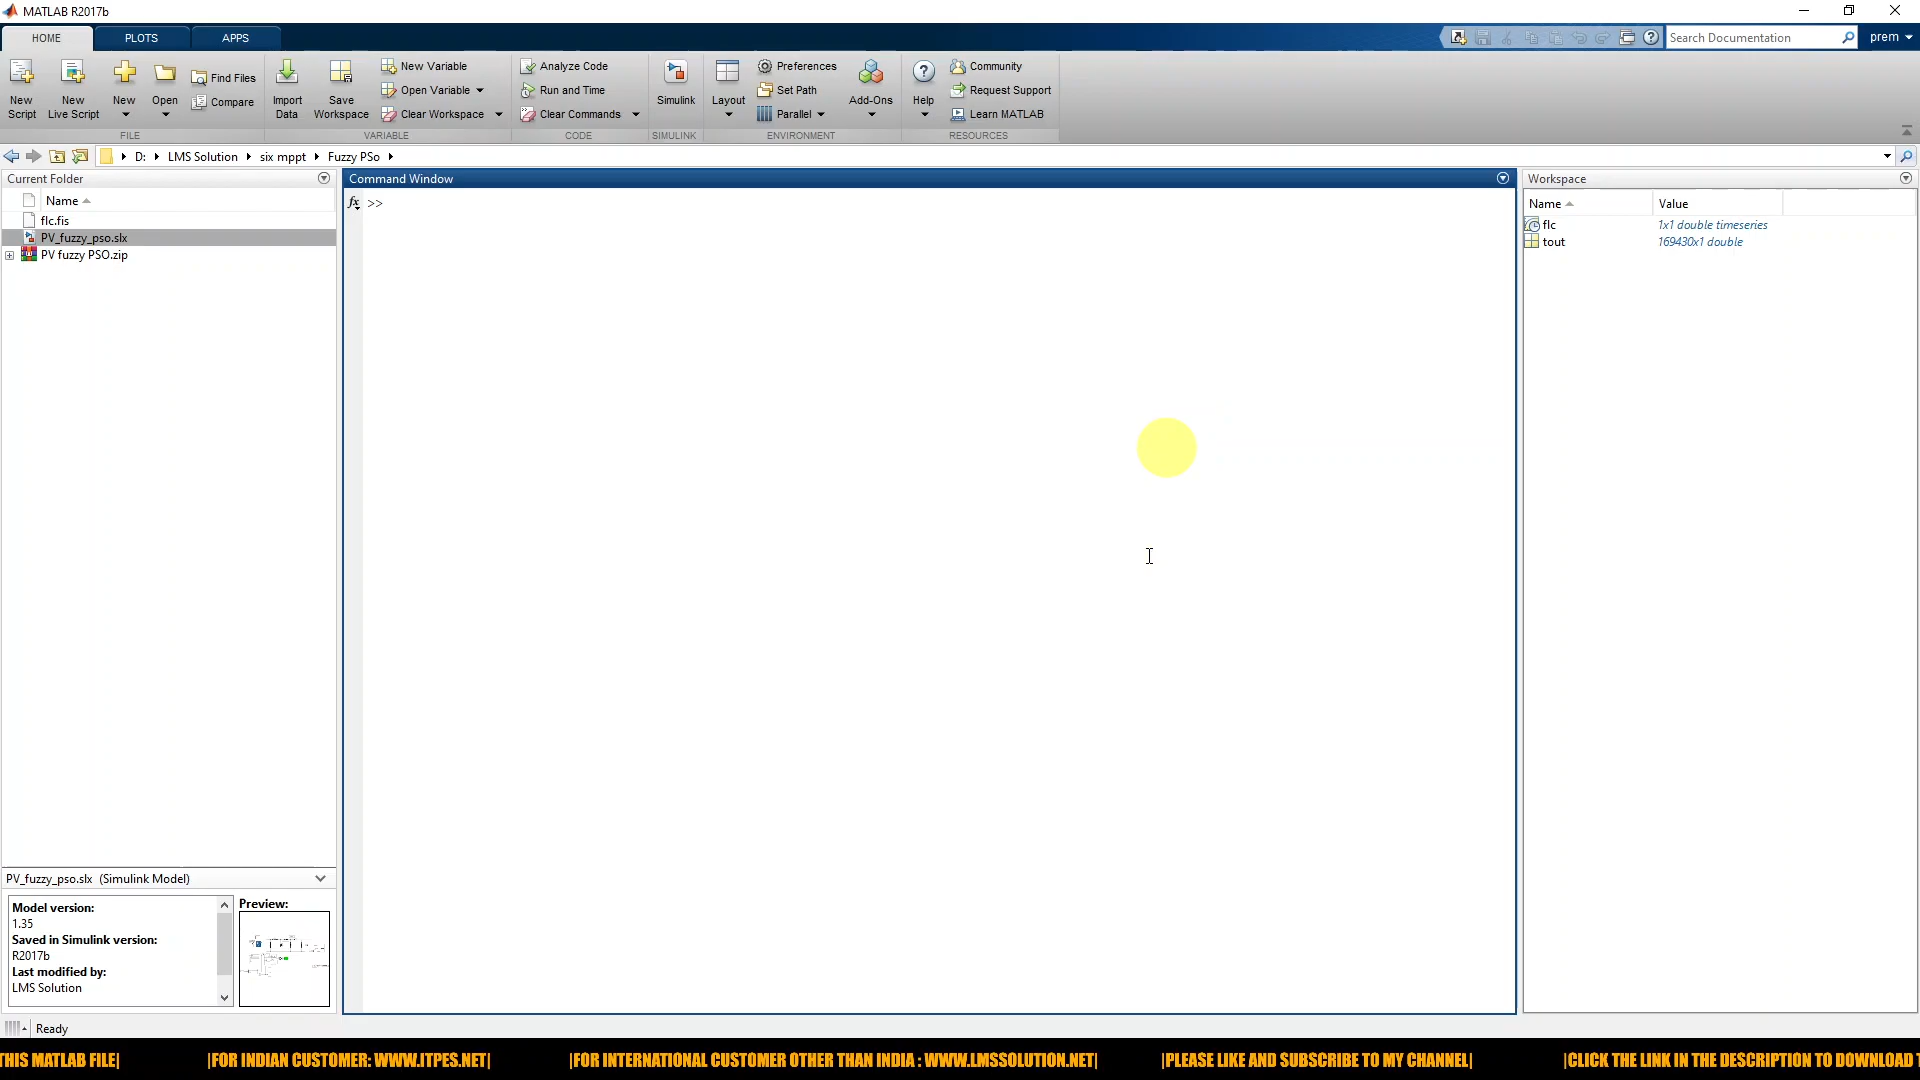 MATLAB R2017b
HOME
PLOTS
APPS
Search Documentation
prem
New Script
New Live Script
New
Open
Find Files
Compare
FILE
Import Data
Save Workspace
New Variable
Open Variable
Clear Workspace
VARIABLE
Analyze Code
Run and Time
Clear Commands
CODE
Simulink
SIMULINK
Layout
Preferences
Set Path
Parallel
Add-Ons
ENVIRONMENT
Help
Community
Request Support
Learn MATLAB
RESOURCES
D: LMS Solution six mppt Fuzzy PSo
Current Folder
Name
flc.fis
PV_fuzzy_pso.slx
PV fuzzy PSO.zip
Command Window
fx >>
Workspace
Name Value
flc 1x1 double timeseries
tout 169430x1 double
PV_fuzzy_pso.slx (Simulink Model)
Model version:
1.35
Saved in Simulink version:
R2017b
Last modified by:
LMS Solution
Preview:
Ready
THIS MATLAB FILE| |FOR INDIAN CUSTOMER: WWW.ITPES.NET| |FOR INTERNATIONAL CUSTOMER OTHER THAN INDIA : WWW.LMSSOLUTION.NET| |PLEASE LIKE AND SUBSCRIBE TO MY CHANNEL| |CLICK THE LINK IN THE DESCRIPTION TO DOWNLOAD